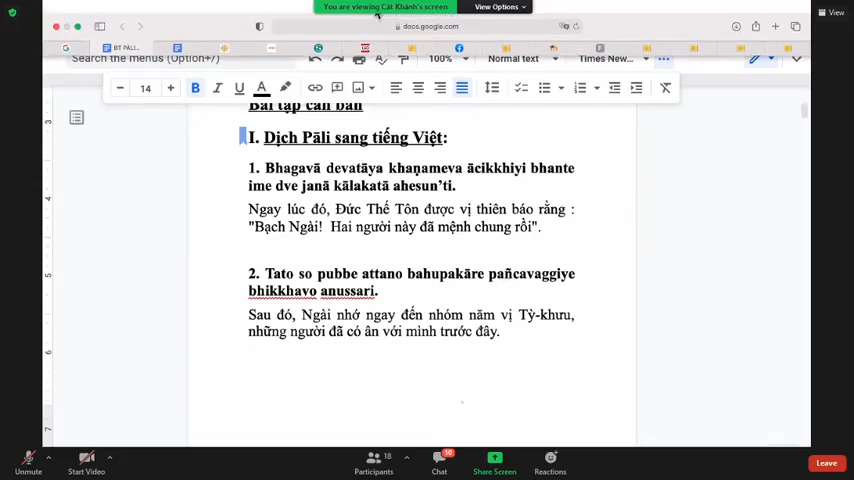 You are viewing Cát Khánh's screen
View Options
View
docs.google.com
BT PALI...
Search the menus (Option+/)
100%
Normal text
Times New...
14
B I U A
Bài tập căn bản
I. Dịch Pāli sang tiếng Việt:
1. Bhagavā devatāya khaṇameva ācikkhiyi bhante
ime dve janā kālakatā ahesun’ti.
Ngay lúc đó, Đức Thế Tôn được vị thiên báo rằng :
"Bạch Ngài! Hai người này đã mệnh chung rồi".
2. Tato so pubbe attano bahupakāre pañcavaggiye
bhikkhavo anussari.
Sau đó, Ngài nhớ ngay đến nhóm năm vị Tỳ-khưu,
những người đã có ân với mình trước đây.
3
4
5
6
7
Unmute
Start Video
18
Participants
Chat
Share Screen
Reactions
Leave